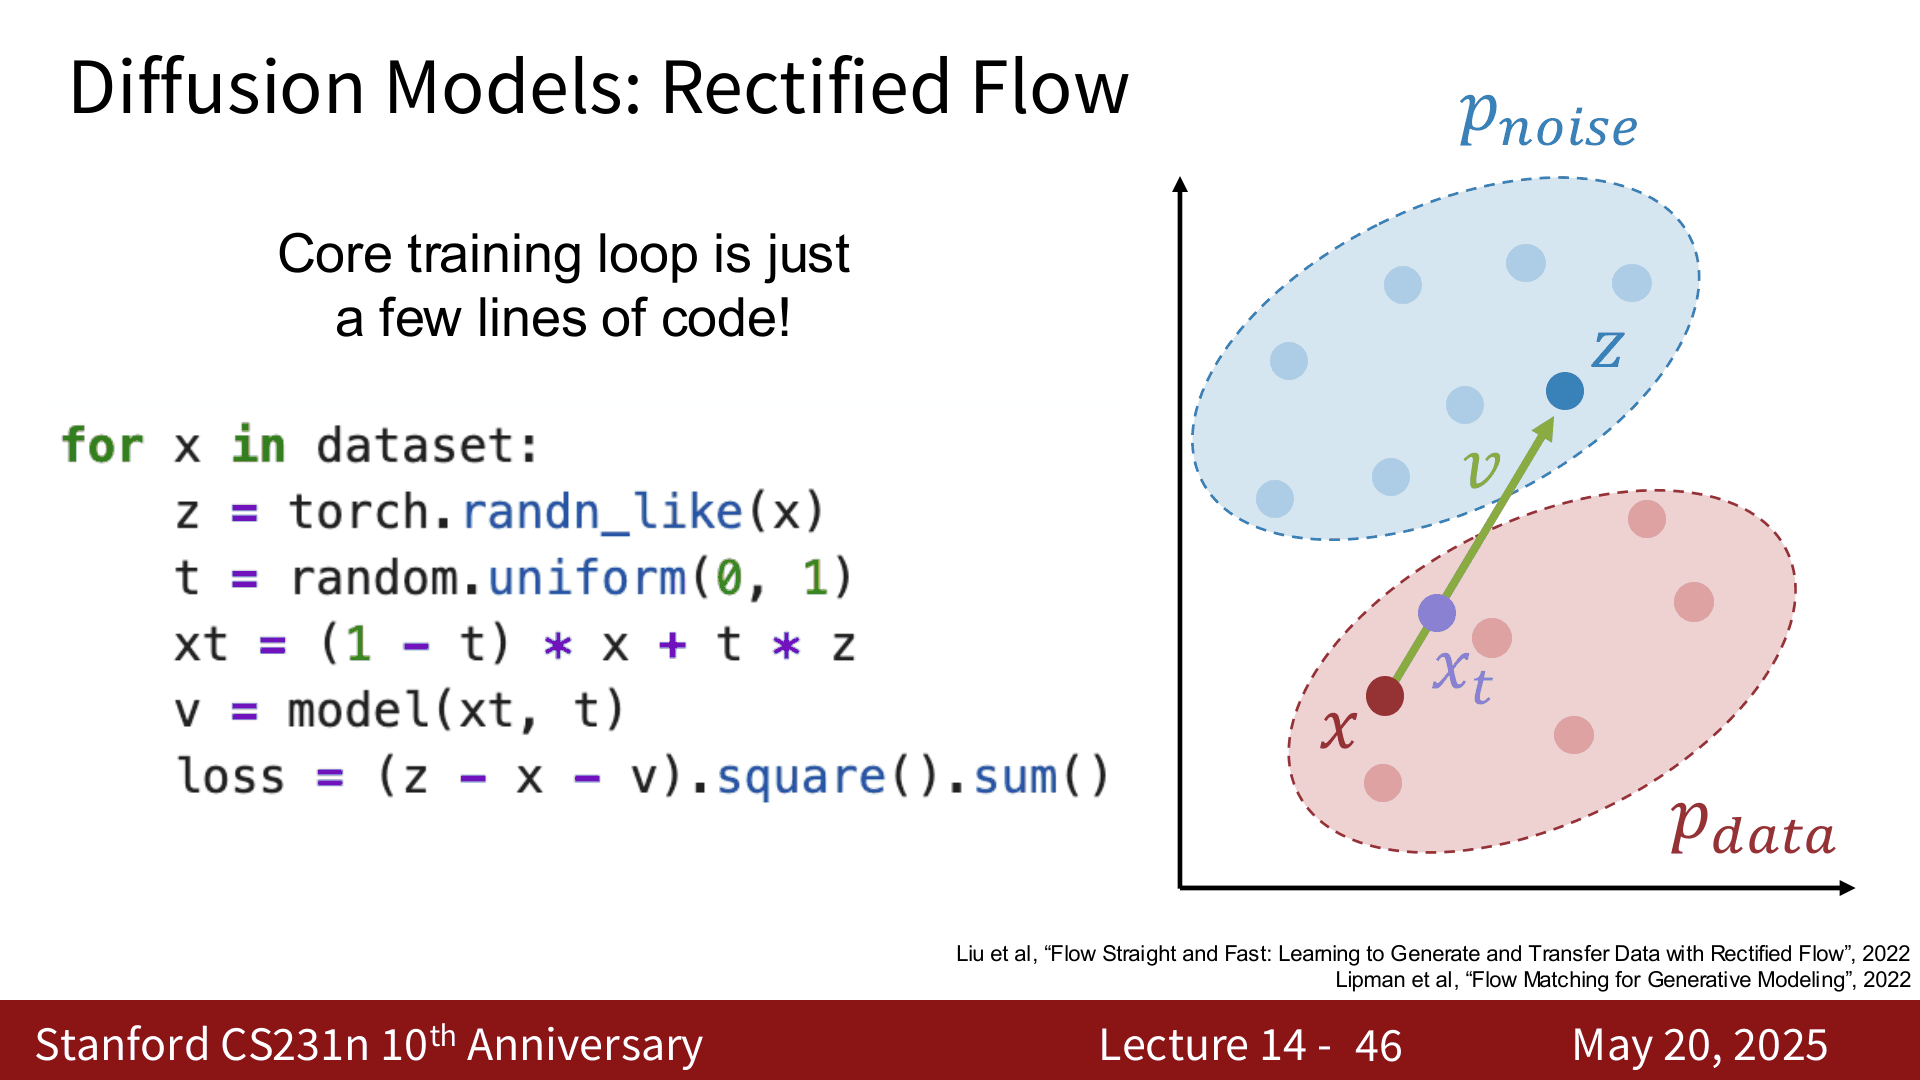 Diffusion Models: Rectified Flow
Core training loop is just
a few lines of code!
for x in dataset:
    z = torch.randn_like(x)
    t = random.uniform(0, 1)
    xt = (1 - t) * x + t * z
    v = model(xt, t)
    loss = (z - x - v).square().sum()
p_noise
z
v
x_t
x
p_data
Liu et al, “Flow Straight and Fast: Learning to Generate and Transfer Data with Rectified Flow”, 2022
Lipman et al, “Flow Matching for Generative Modeling”, 2022
Stanford CS231n 10th Anniversary
Lecture 14 - 46
May 20, 2025